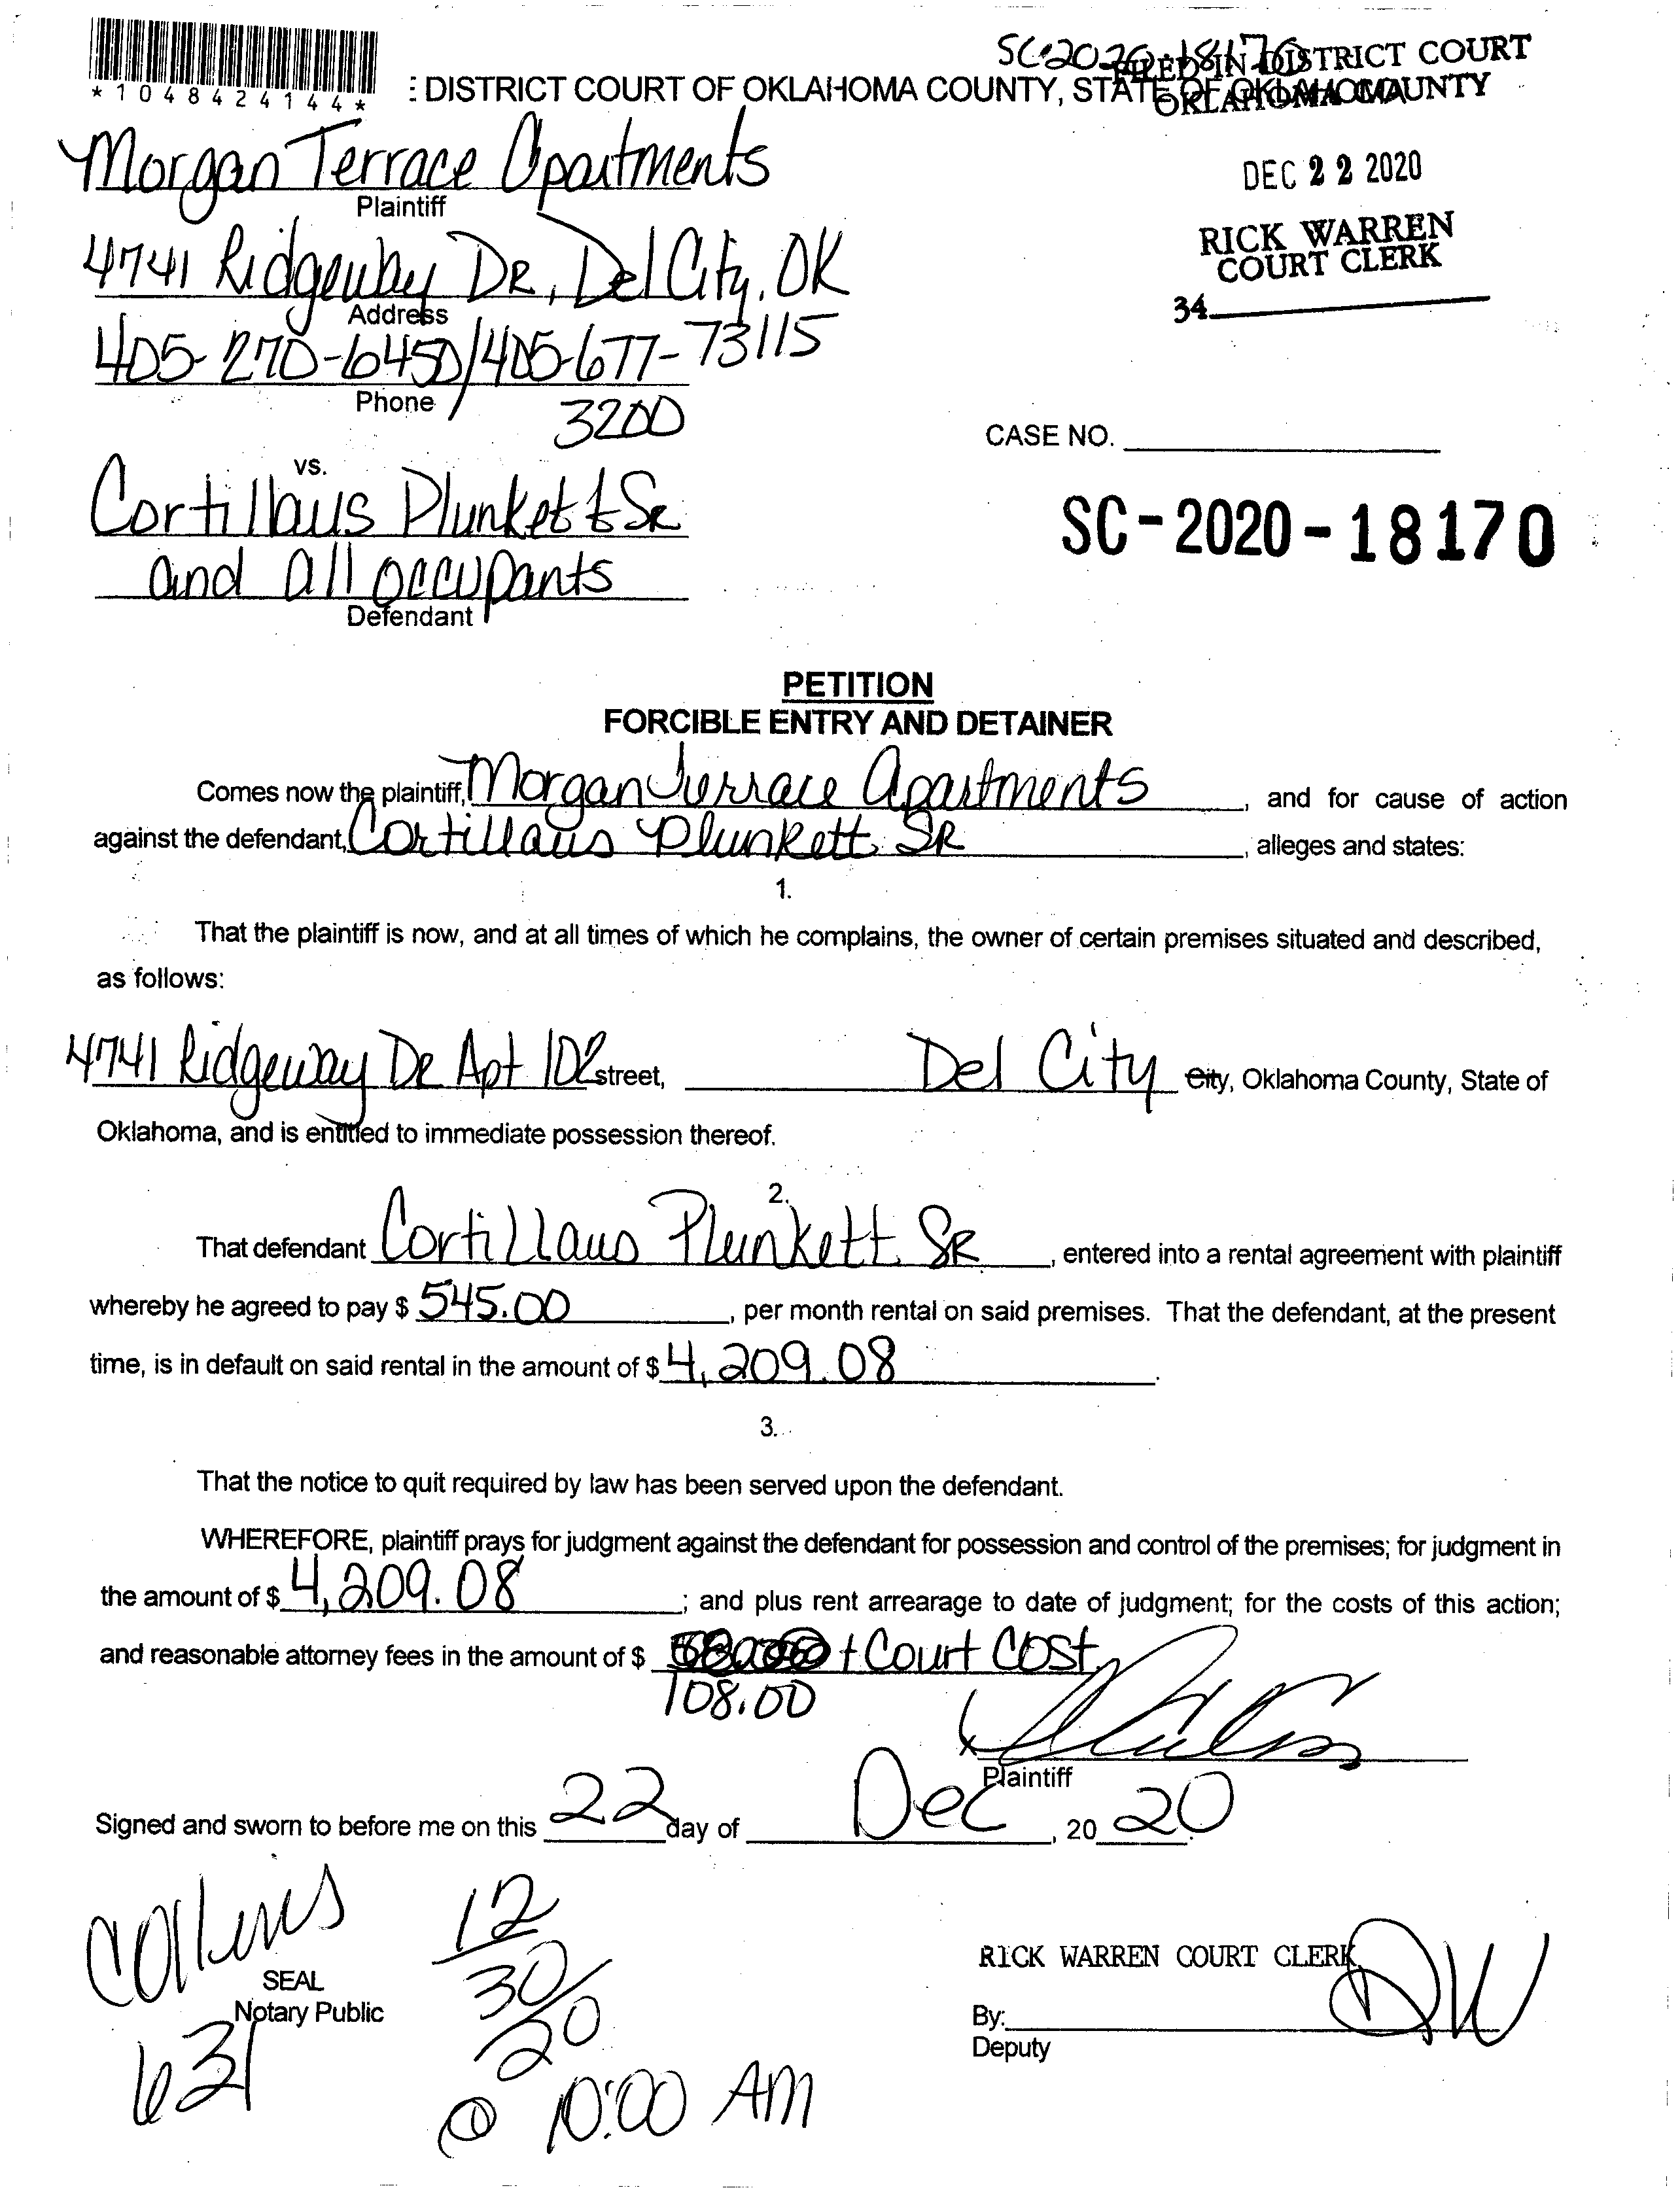 SC-2020-18170
FILED IN DISTRICT COURT
OKLAHOMA COUNTY
*1048424144*
: DISTRICT COURT OF OKLAHOMA COUNTY, STATE OF OKLAHOMA
Morgan Terrace Apartments
Plaintiff
DEC 22 2020
RICK WARREN
COURT CLERK
34
4741 Ridgeway DR, Del City, OK
Address
73115
405-270-6450/405-677-
Phone
3200
CASE NO.
vs.
Cortillaus Plunkett SR
and all occupants
Defendant
SC-2020-18170
PETITION
FORCIBLE ENTRY AND DETAINER
Comes now the plaintiff, Morgan Terrace Apartments, and for cause of action
against the defendant, Cortillaus Plunkett SR, alleges and states:
1.
That the plaintiff is now, and at all times of which he complains, the owner of certain premises situated and described,
as follows:
4741 Ridgeway DR Apt 102 street, Del City City, Oklahoma County, State of
Oklahoma, and is entitled to immediate possession thereof.
2.
That defendant Cortillaus Plunkett SR, entered into a rental agreement with plaintiff
whereby he agreed to pay $ 545.00, per month rental on said premises. That the defendant, at the present
time, is in default on said rental in the amount of $ 4,209.08.
3.
That the notice to quit required by law has been served upon the defendant.
WHEREFORE, plaintiff prays for judgment against the defendant for possession and control of the premises; for judgment in
the amount of $ 4,209.08; and plus rent arrearage to date of judgment; for the costs of this action;
and reasonable attorney fees in the amount of $ + Court Cost
108.00
x
Plaintiff
Signed and sworn to before me on this 22 day of Dec, 20 20.
Collins
12
30
20
SEAL
Notary Public
RICK WARREN COURT CLERK
By:
RW
Deputy
631
@ 10:00 AM